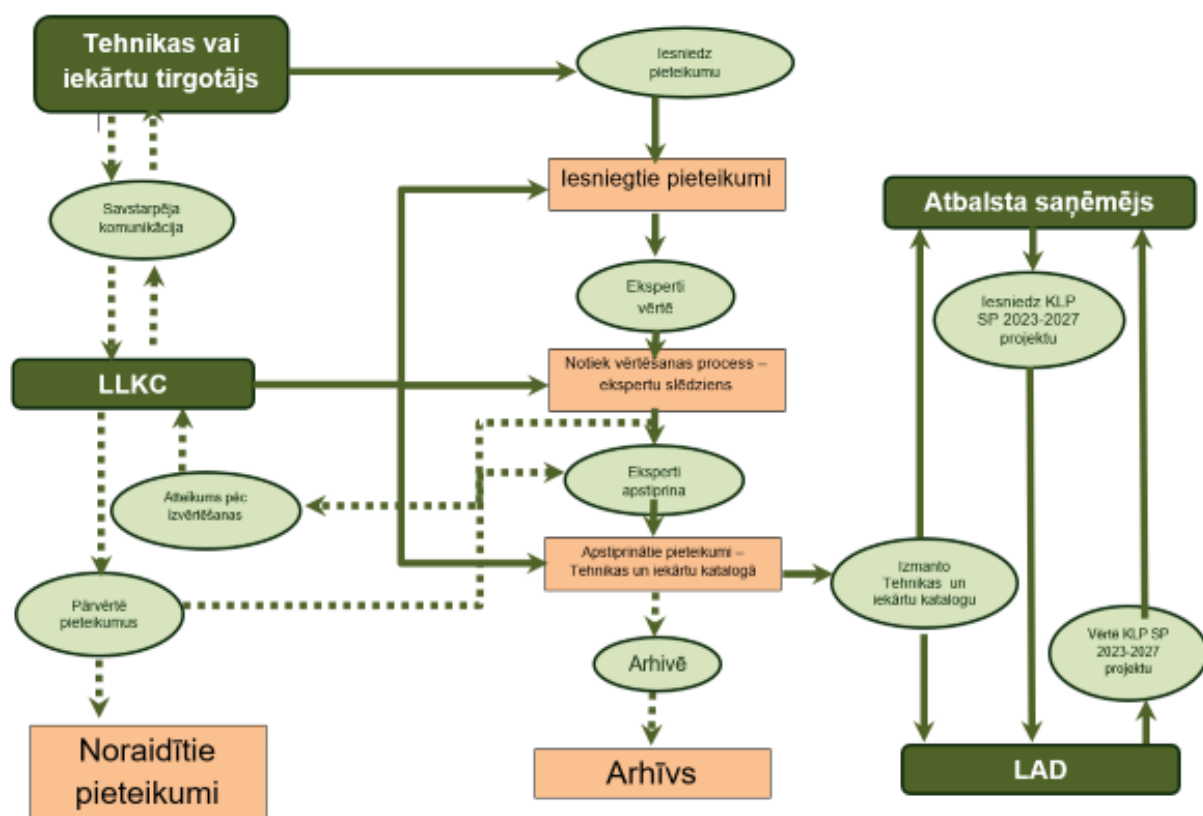 Tehnikas vai
iekārtu tirgotājs
Iesniedz
pieteikumu
Iesniegtie pieteikumi
Savstarpēja
komunikācija
Atbalsta saņēmējs
Eksperti
vērtē
Iesniedz KLP
SP 2023-2027
projektu
LLKC
Notiek vērtēšanas process –
ekspertu slēdziens
Atteikums pēc
izvērtēšanas
Eksperti
apstiprina
Apstiprinātie pieteikumi –
Tehnikas un iekārtu katalogā
Izmanto
Tehnikas un
iekārtu katalogu
Pārvērtē
pieteikumus
Arhivē
Vērtē KLP SP
2023-2027
projektu
Noraidītie
pieteikumi
Arhīvs
LAD